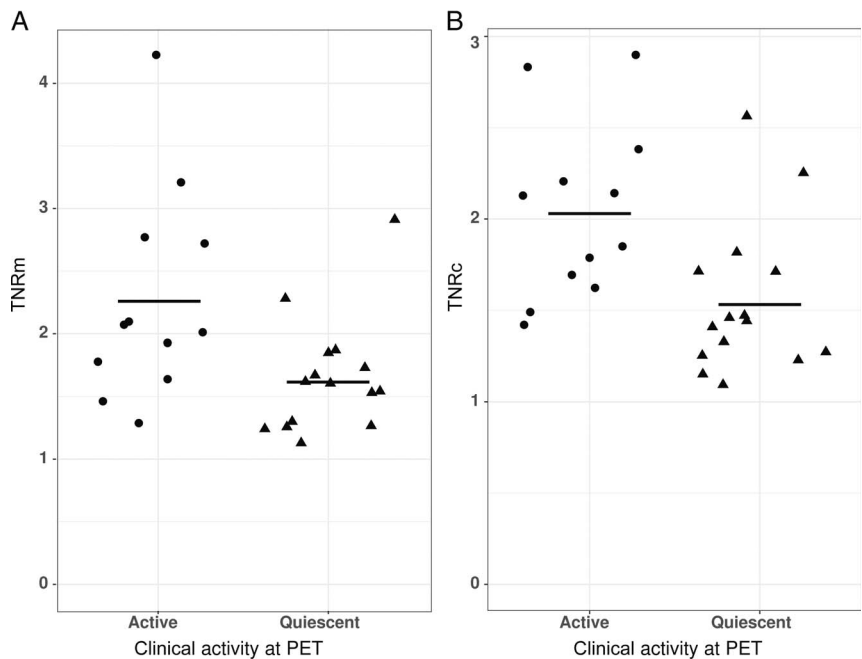 A
TNRm
4
3
2
1
0
Active Quiescent
Clinical activity at PET
B
TNRc
3
2
1
0
Active Quiescent
Clinical activity at PET